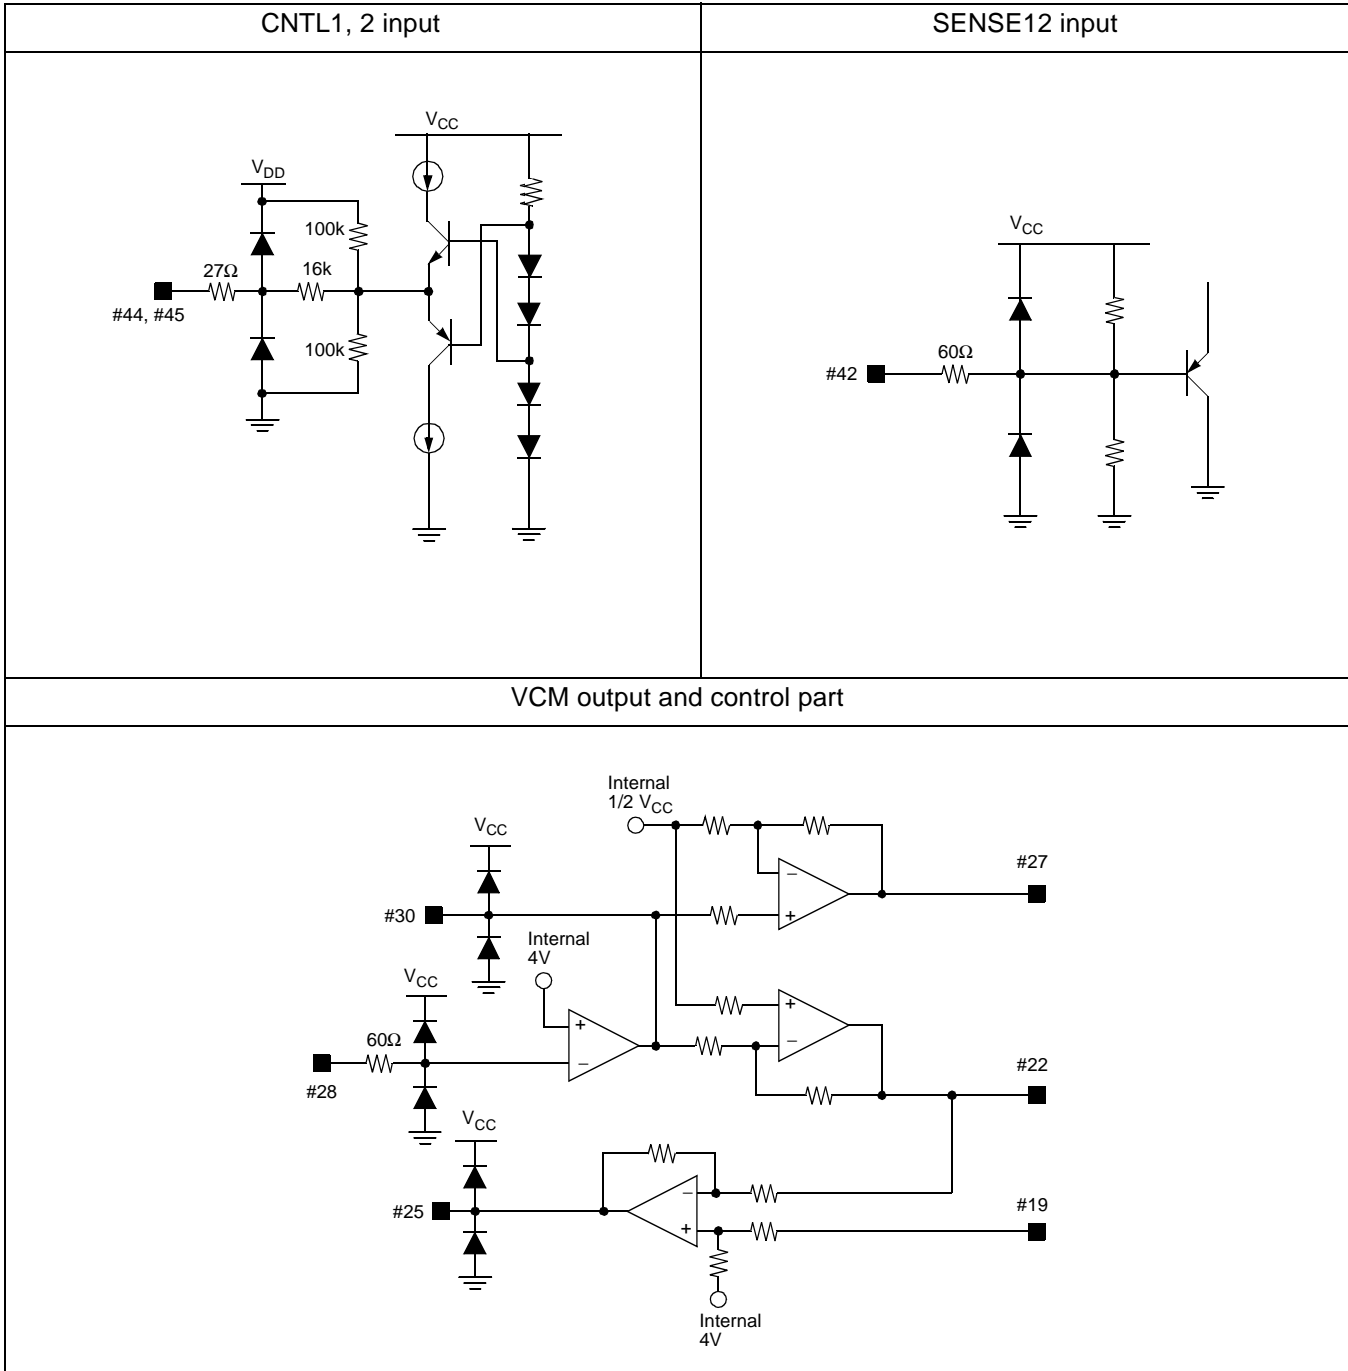 CNTL1, 2 input
SENSE12 input
VCC
VDD
100k
27Ω
16k
#44, #45
100k
VCC
60Ω
#42
VCM output and control part
Internal
1/2 VCC
VCC
#27
−
#30
+
Internal
4V
VCC
+
+
60Ω
−
−
#22
#28
VCC
−
#19
#25
+
Internal
4V